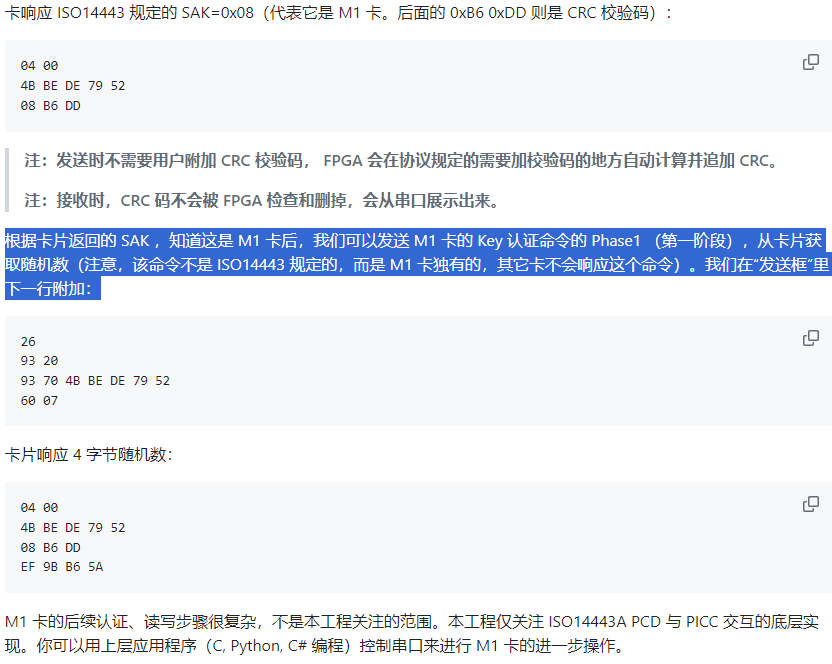 卡响应 ISO14443 规定的 SAK=0x08（代表它是 M1 卡。后面的 0xB6 0xDD 则是 CRC 校验码）：
04 00
4B BE DE 79 52
08 B6 DD
注：发送时不需要用户附加 CRC 校验码， FPGA 会在协议规定的需要加校验码的地方自动计算并追加 CRC。
注：接收时，CRC 码不会被 FPGA 检查和删掉，会从串口展示出来。
根据卡片返回的 SAK ，知道这是 M1 卡后，我们可以发送 M1 卡的 Key 认证命令的 Phase1 （第一阶段），从卡片获
取随机数（注意，该命令不是 ISO14443 规定的，而是 M1 卡独有的，其它卡不会响应这个命令）。我们在“发送框”里
下一行附加：
26
93 20
93 70 4B BE DE 79 52
60 07
卡片响应 4 字节随机数：
04 00
4B BE DE 79 52
08 B6 DD
EF 9B B6 5A
M1 卡的后续认证、读写步骤很复杂，不是本工程关注的范围。本工程仅关注 ISO14443A PCD 与 PICC 交互的底层实
现。你可以用上层应用程序（C, Python, C# 编程）控制串口来进行 M1 卡的进一步操作。